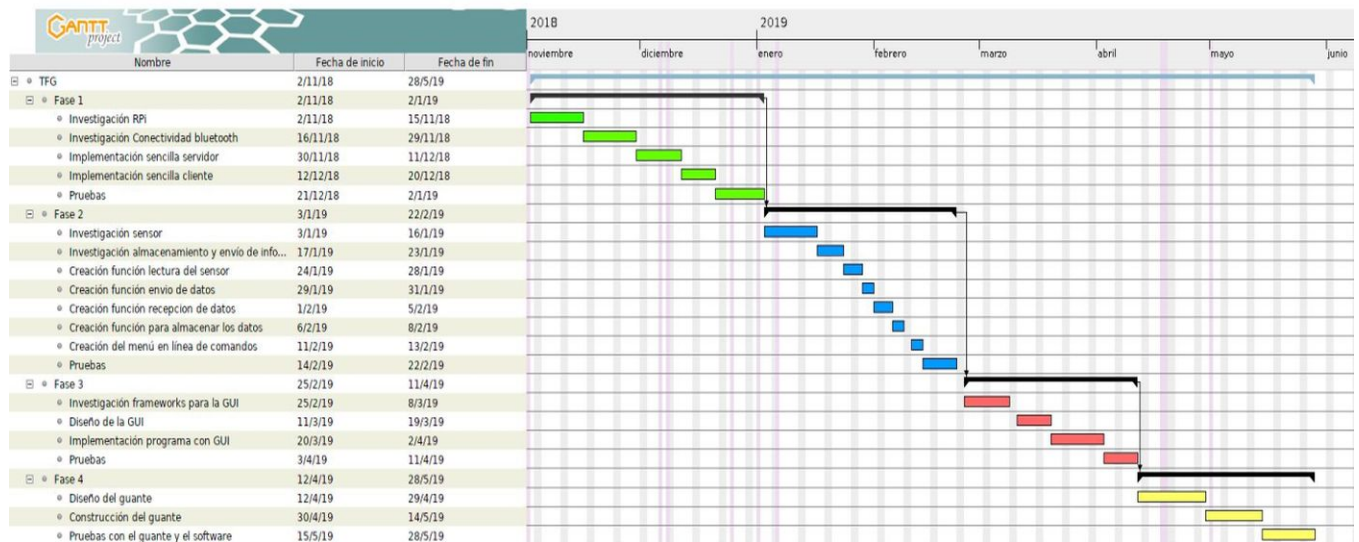 GANTT
project
2018 2019
noviembre diciembre enero febrero marzo abril mayo junio
Nombre Fecha de inicio Fecha de fin
TFG 2/11/18 28/5/19
Fase 1 2/11/18 2/1/19
Investigación RPi 2/11/18 15/11/18
Investigación Conectividad bluetooth 16/11/18 29/11/18
Implementación sencilla servidor 30/11/18 11/12/18
Implementación sencilla cliente 12/12/18 20/12/18
Pruebas 21/12/18 2/1/19
Fase 2 3/1/19 22/2/19
Investigación sensor 3/1/19 16/1/19
Investigación almacenamiento y envío de info... 17/1/19 23/1/19
Creación función lectura del sensor 24/1/19 28/1/19
Creación función envio de datos 29/1/19 31/1/19
Creación función recepcion de datos 1/2/19 5/2/19
Creación función para almacenar los datos 6/2/19 8/2/19
Creación del menú en línea de comandos 11/2/19 13/2/19
Pruebas 14/2/19 22/2/19
Fase 3 25/2/19 11/4/19
Investigación frameworks para la GUI 25/2/19 8/3/19
Diseño de la GUI 11/3/19 19/3/19
Implementación programa con GUI 20/3/19 2/4/19
Pruebas 3/4/19 11/4/19
Fase 4 12/4/19 28/5/19
Diseño del guante 12/4/19 29/4/19
Construcción del guante 30/4/19 14/5/19
Pruebas con el guante y el software 15/5/19 28/5/19